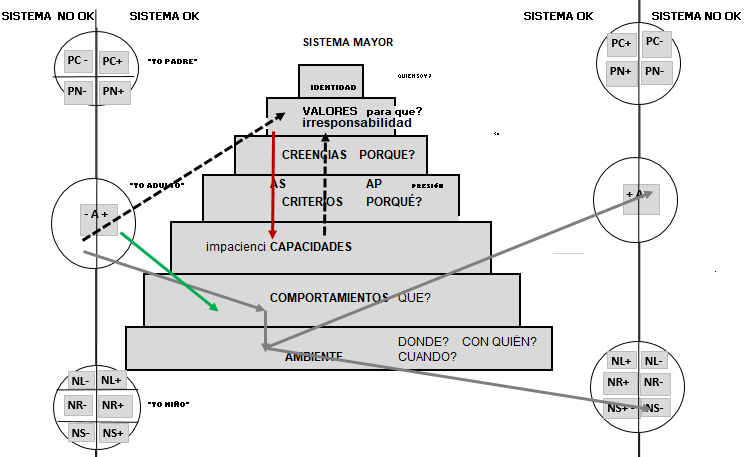 SISTEMA NO OK SISTEMA OK
SISTEMA OK SISTEMA NO OK
SISTEMA MAYOR
PC - PC+
"YO PADRE"
PN- PN+
PC+ PC-
PN+ PN-
QUIEN SOY ?
IDENTIDAD
VALORES para que?
irresponsabilidad
CREENCIAS PORQUE?
AS AP PRESIÓN
CRITERIOS PORQUÉ?
"YO ADULTO"
- A +
+ A
impacienci CAPACIDADES
COMPORTAMIENTOS QUE?
DONDE? CON QUIÈN?
AMBIENTE CUANDO?
NL- NL+
NR- NR+
"YO NIÑO"
NS- NS+
NL+ NL-
NR+ NR-
NS+ - NS-